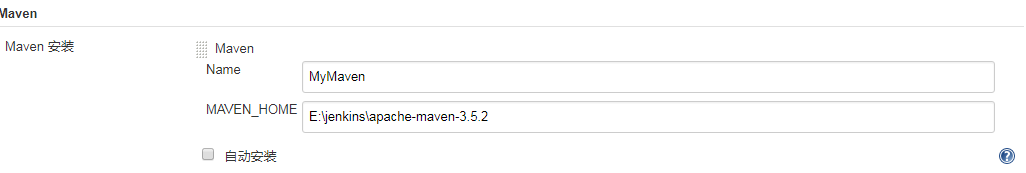 Maven
Maven 安装
Maven
Name
MyMaven
MAVEN_HOME
E:\jenkins\apache-maven-3.5.2
自动安装
?